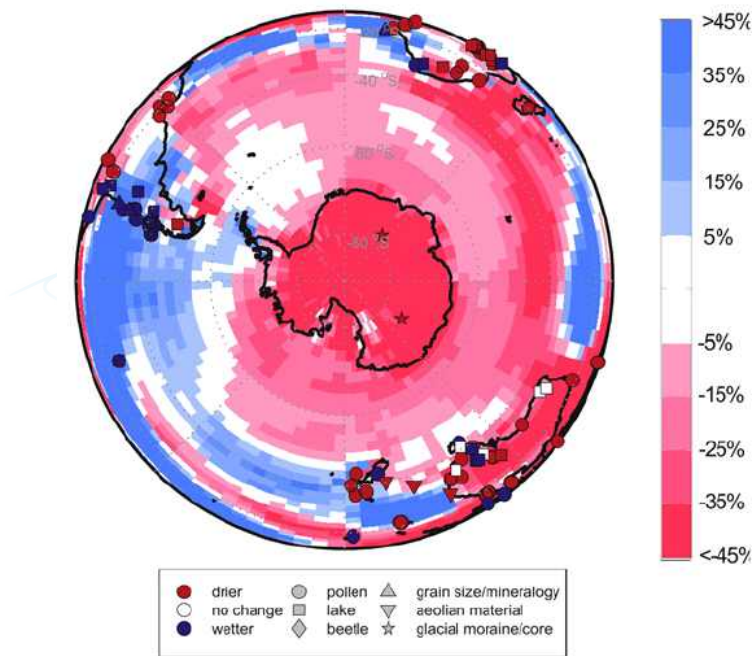 >45%
35%
25%
15%
5%
-5%
-15%
-25%
-35%
<-45%
-40 °S
-60 °S
-80 °S
drier
no change
wetter
pollen
lake
beetle
grain size/mineralogy
aeolian material
glacial moraine/core